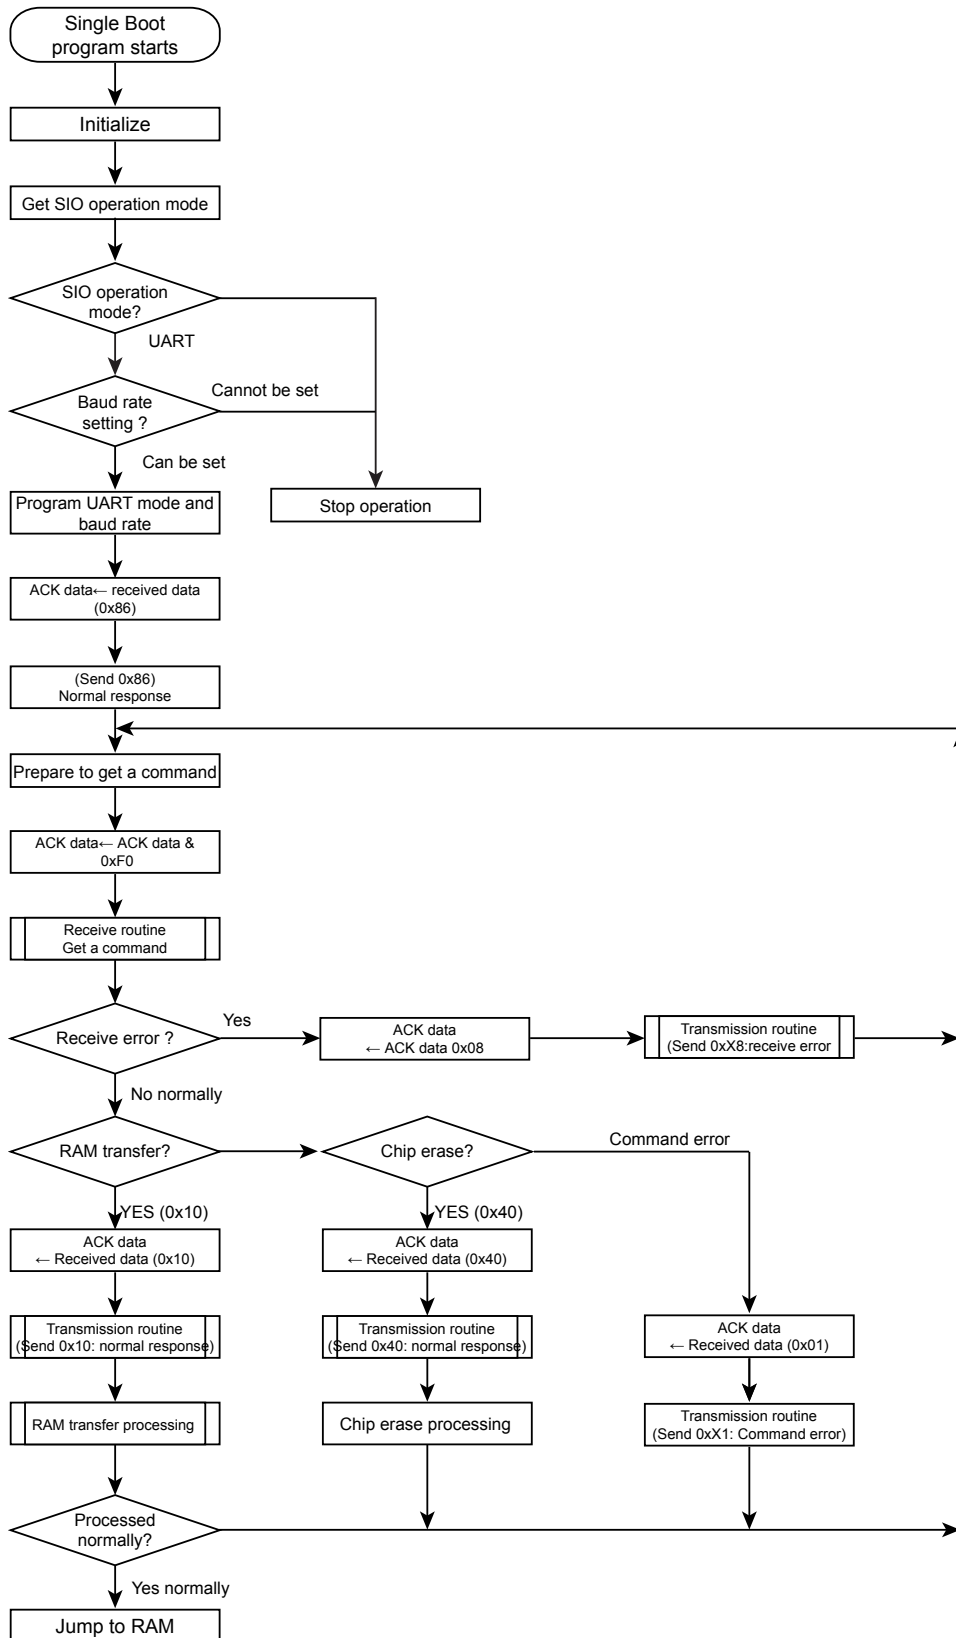 Single Boot
program starts
Initialize
Get SIO operation mode
SIO operation
mode?
UART
Baud rate
setting ?
Cannot be set
Can be set
Program UART mode and
baud rate
Stop operation
ACK data← received data
(0x86)
(Send 0x86)
Normal response
Prepare to get a command
ACK data← ACK data &
0xF0
Receive routine
Get a command
Receive error ?
Yes
ACK data
← ACK data 0x08
Transmission routine
(Send 0xX8:receive error
No normally
RAM transfer?
Chip erase?
Command error
YES (0x10)
YES (0x40)
ACK data
← Received data (0x10)
ACK data
← Received data (0x40)
Transmission routine
(Send 0x10: normal response)
Transmission routine
(Send 0x40: normal response)
ACK data
← Received data (0x01)
RAM transfer processing
Chip erase processing
Transmission routine
(Send 0xX1: Command error)
Processed
normally?
Yes normally
Jump to RAM